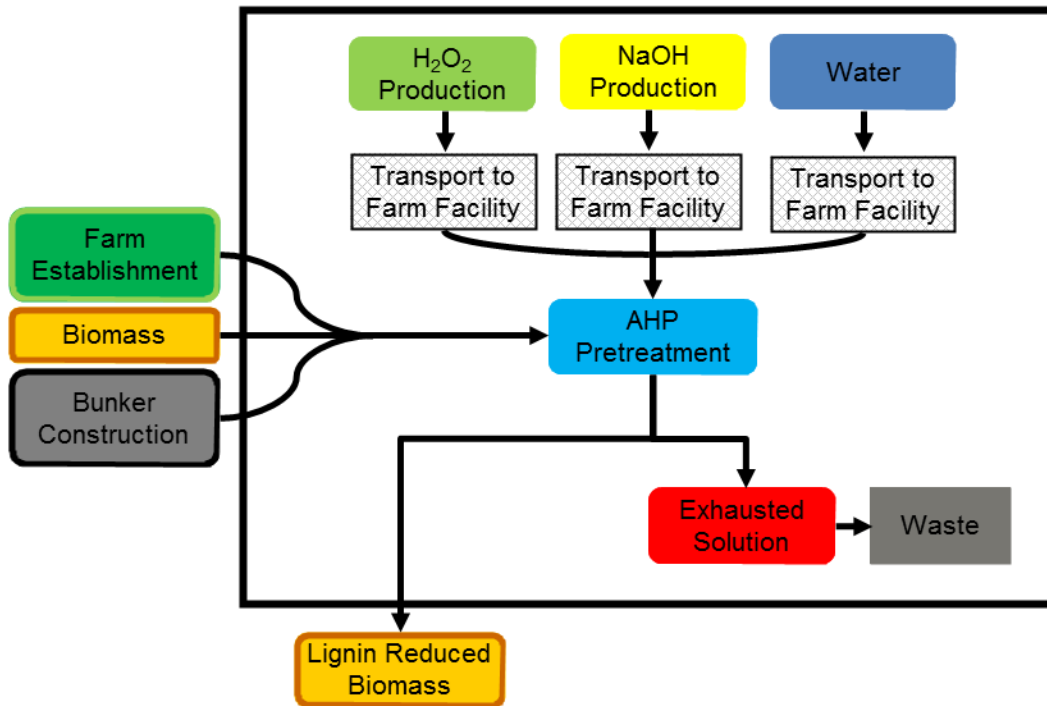 H₂O₂
Production
NaOH
Production
Water
Transport to
Farm Facility
Transport to
Farm Facility
Transport to
Farm Facility
Farm
Establishment
Biomass
Bunker
Construction
AHP
Pretreatment
Exhausted
Solution
Waste
Lignin Reduced
Biomass